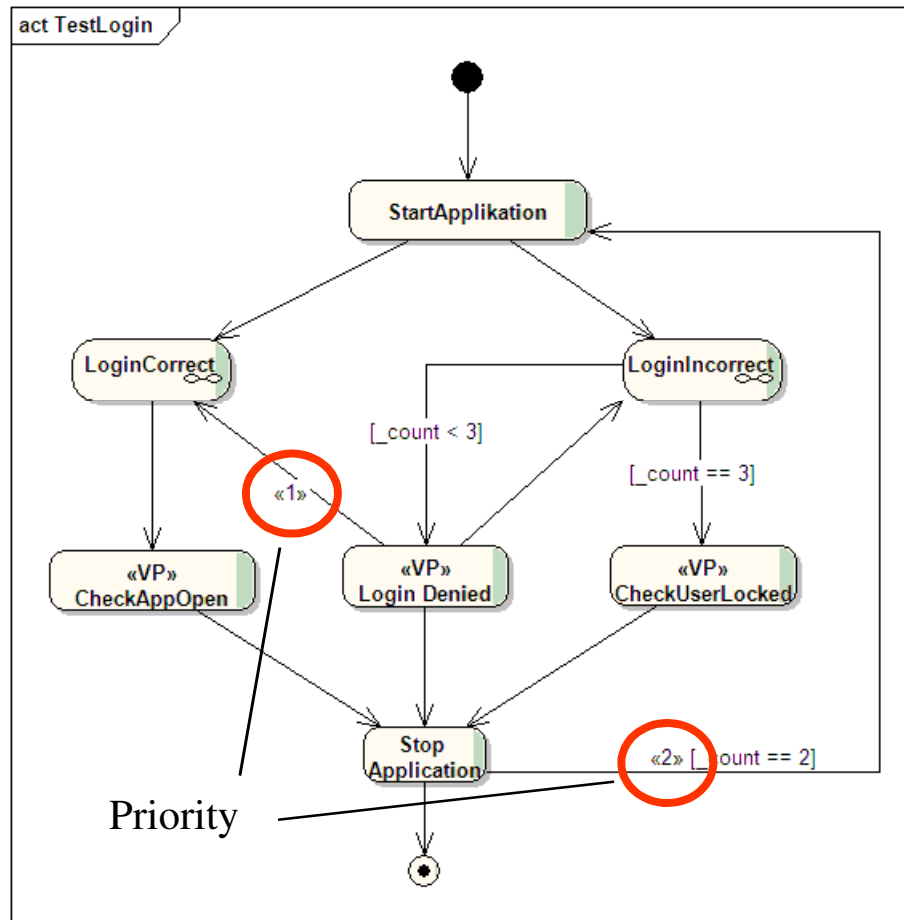 act TestLogin
StartApplikation
LoginCorrect
LoginIncorrect
[_count < 3]
[_count == 3]
«1»
«VP»
CheckAppOpen
«VP»
Login Denied
«VP»
CheckUserLocked
Stop
Application
«2» [_count == 2]
Priority